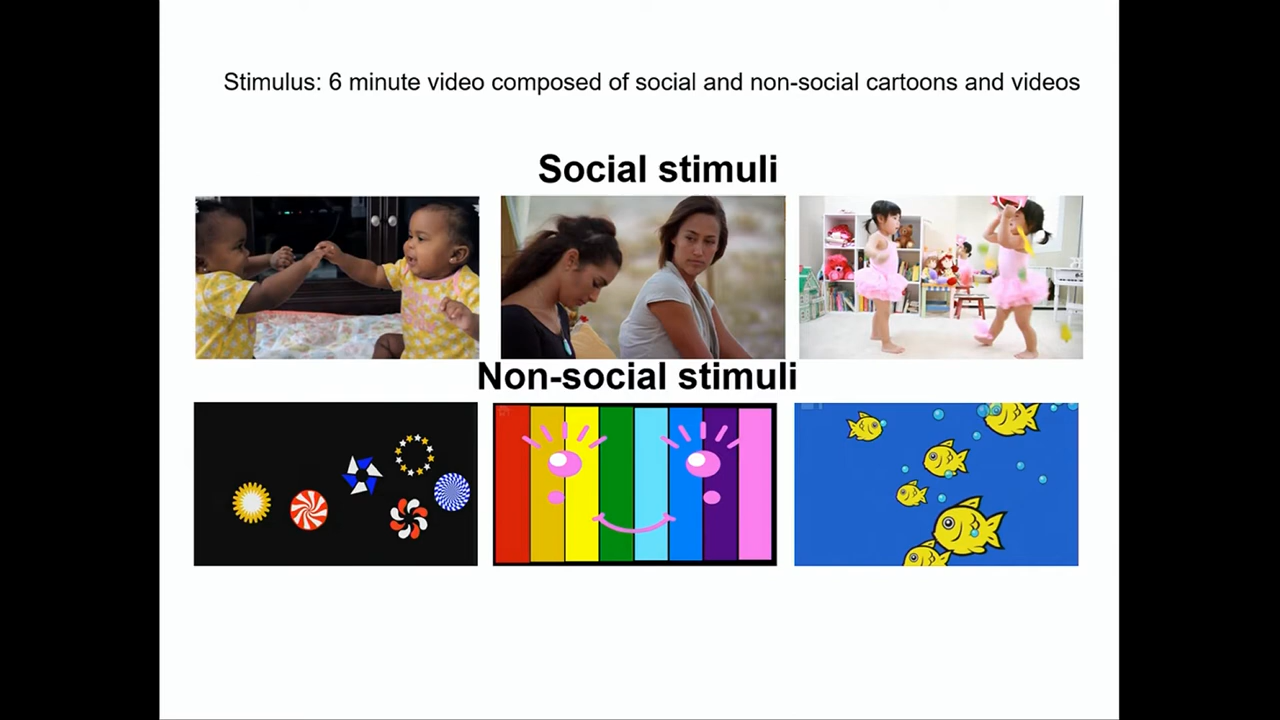 Stimulus: 6 minute video composed of social and non-social cartoons and videos
Social stimuli
Non-social stimuli